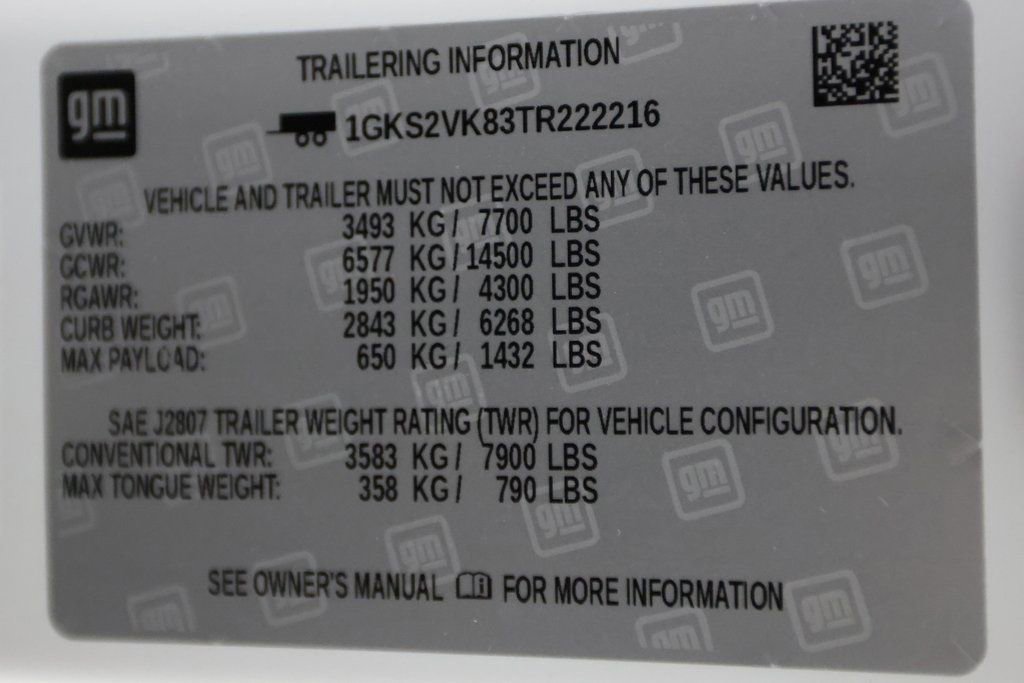 gm
TRAILERING INFORMATION
1GKS2VK83TR222216
VEHICLE AND TRAILER MUST NOT EXCEED ANY OF THESE VALUES.
GVWR: 3493 KG/ 7700 LBS
GCWR: 6577 KG/14500 LBS
RGAWR: 1950 KG/ 4300 LBS
CURB WEIGHT: 2843 KG/ 6268 LBS
MAX PAYLOAD: 650 KG/ 1432 LBS
SAE J2807 TRAILER WEIGHT RATING (TWR) FOR VEHICLE CONFIGURATION.
CONVENTIONAL TWR: 3583 KG/ 7900 LBS
MAX TONGUE WEIGHT: 358 KG/ 790 LBS
SEE OWNER'S MANUAL FOR MORE INFORMATION